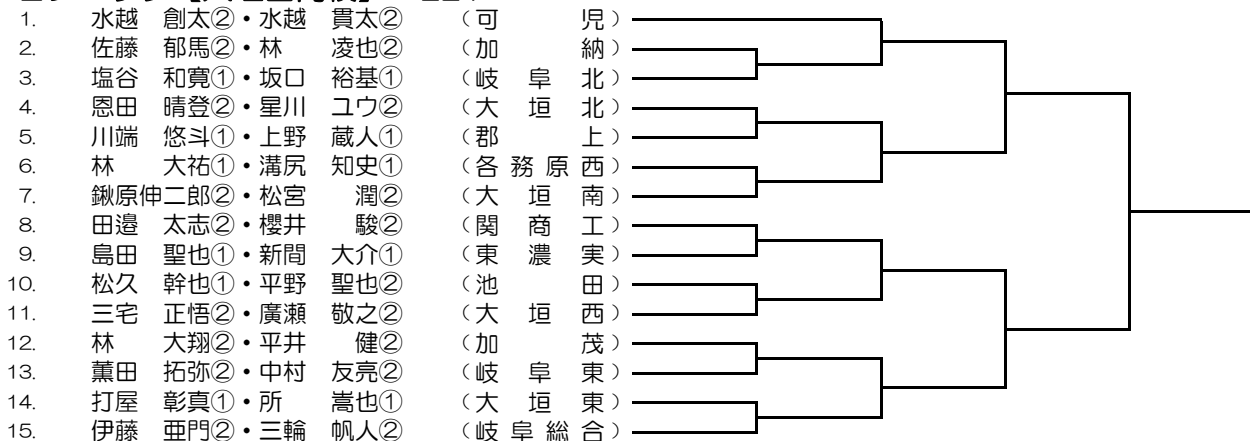 1. 水越 創太②・水越 貫太② (可児)
2. 佐藤 郁馬②・林 凌也② (加納)
3. 塩谷 和寛①・坂口 裕基① (岐阜北)
4. 恩田 晴登②・星川 ユウ② (大垣北)
5. 川端 悠斗①・上野 蔵人① (郡上)
6. 林 大祐①・溝尻 知史① (各務原西)
7. 鍬原伸二郎②・松宮 潤② (大垣南)
8. 田邉 太志②・櫻井 駿② (関商工)
9. 島田 聖也①・新間 大介① (東濃実)
10. 松久 幹也①・平野 聖也② (池田)
11. 三宅 正悟②・廣瀬 敬之② (大垣西)
12. 林 大翔②・平井 健② (加茂)
13. 薫田 拓弥②・中村 友亮② (岐阜東)
14. 打屋 彰真①・所 嵩也① (大垣東)
15. 伊藤 亜門②・三輪 帆人② (岐阜総合)